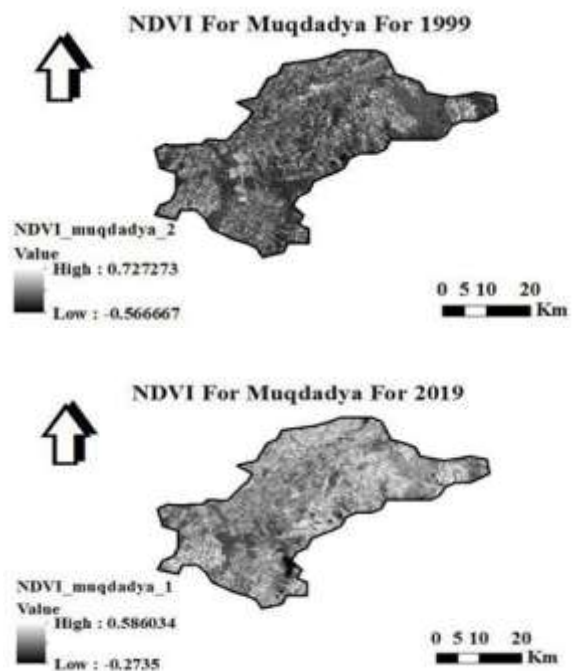 NDVI For Muqdadya For 1999
NDVI_muqdadya_2
Value
High : 0.727273
Low : -0.566667
0 5 10 20
Km
NDVI For Muqdadya For 2019
NDVI_muqdadya_1
Value
High : 0.586034
Low : -0.2735
0 5 10 20
Km